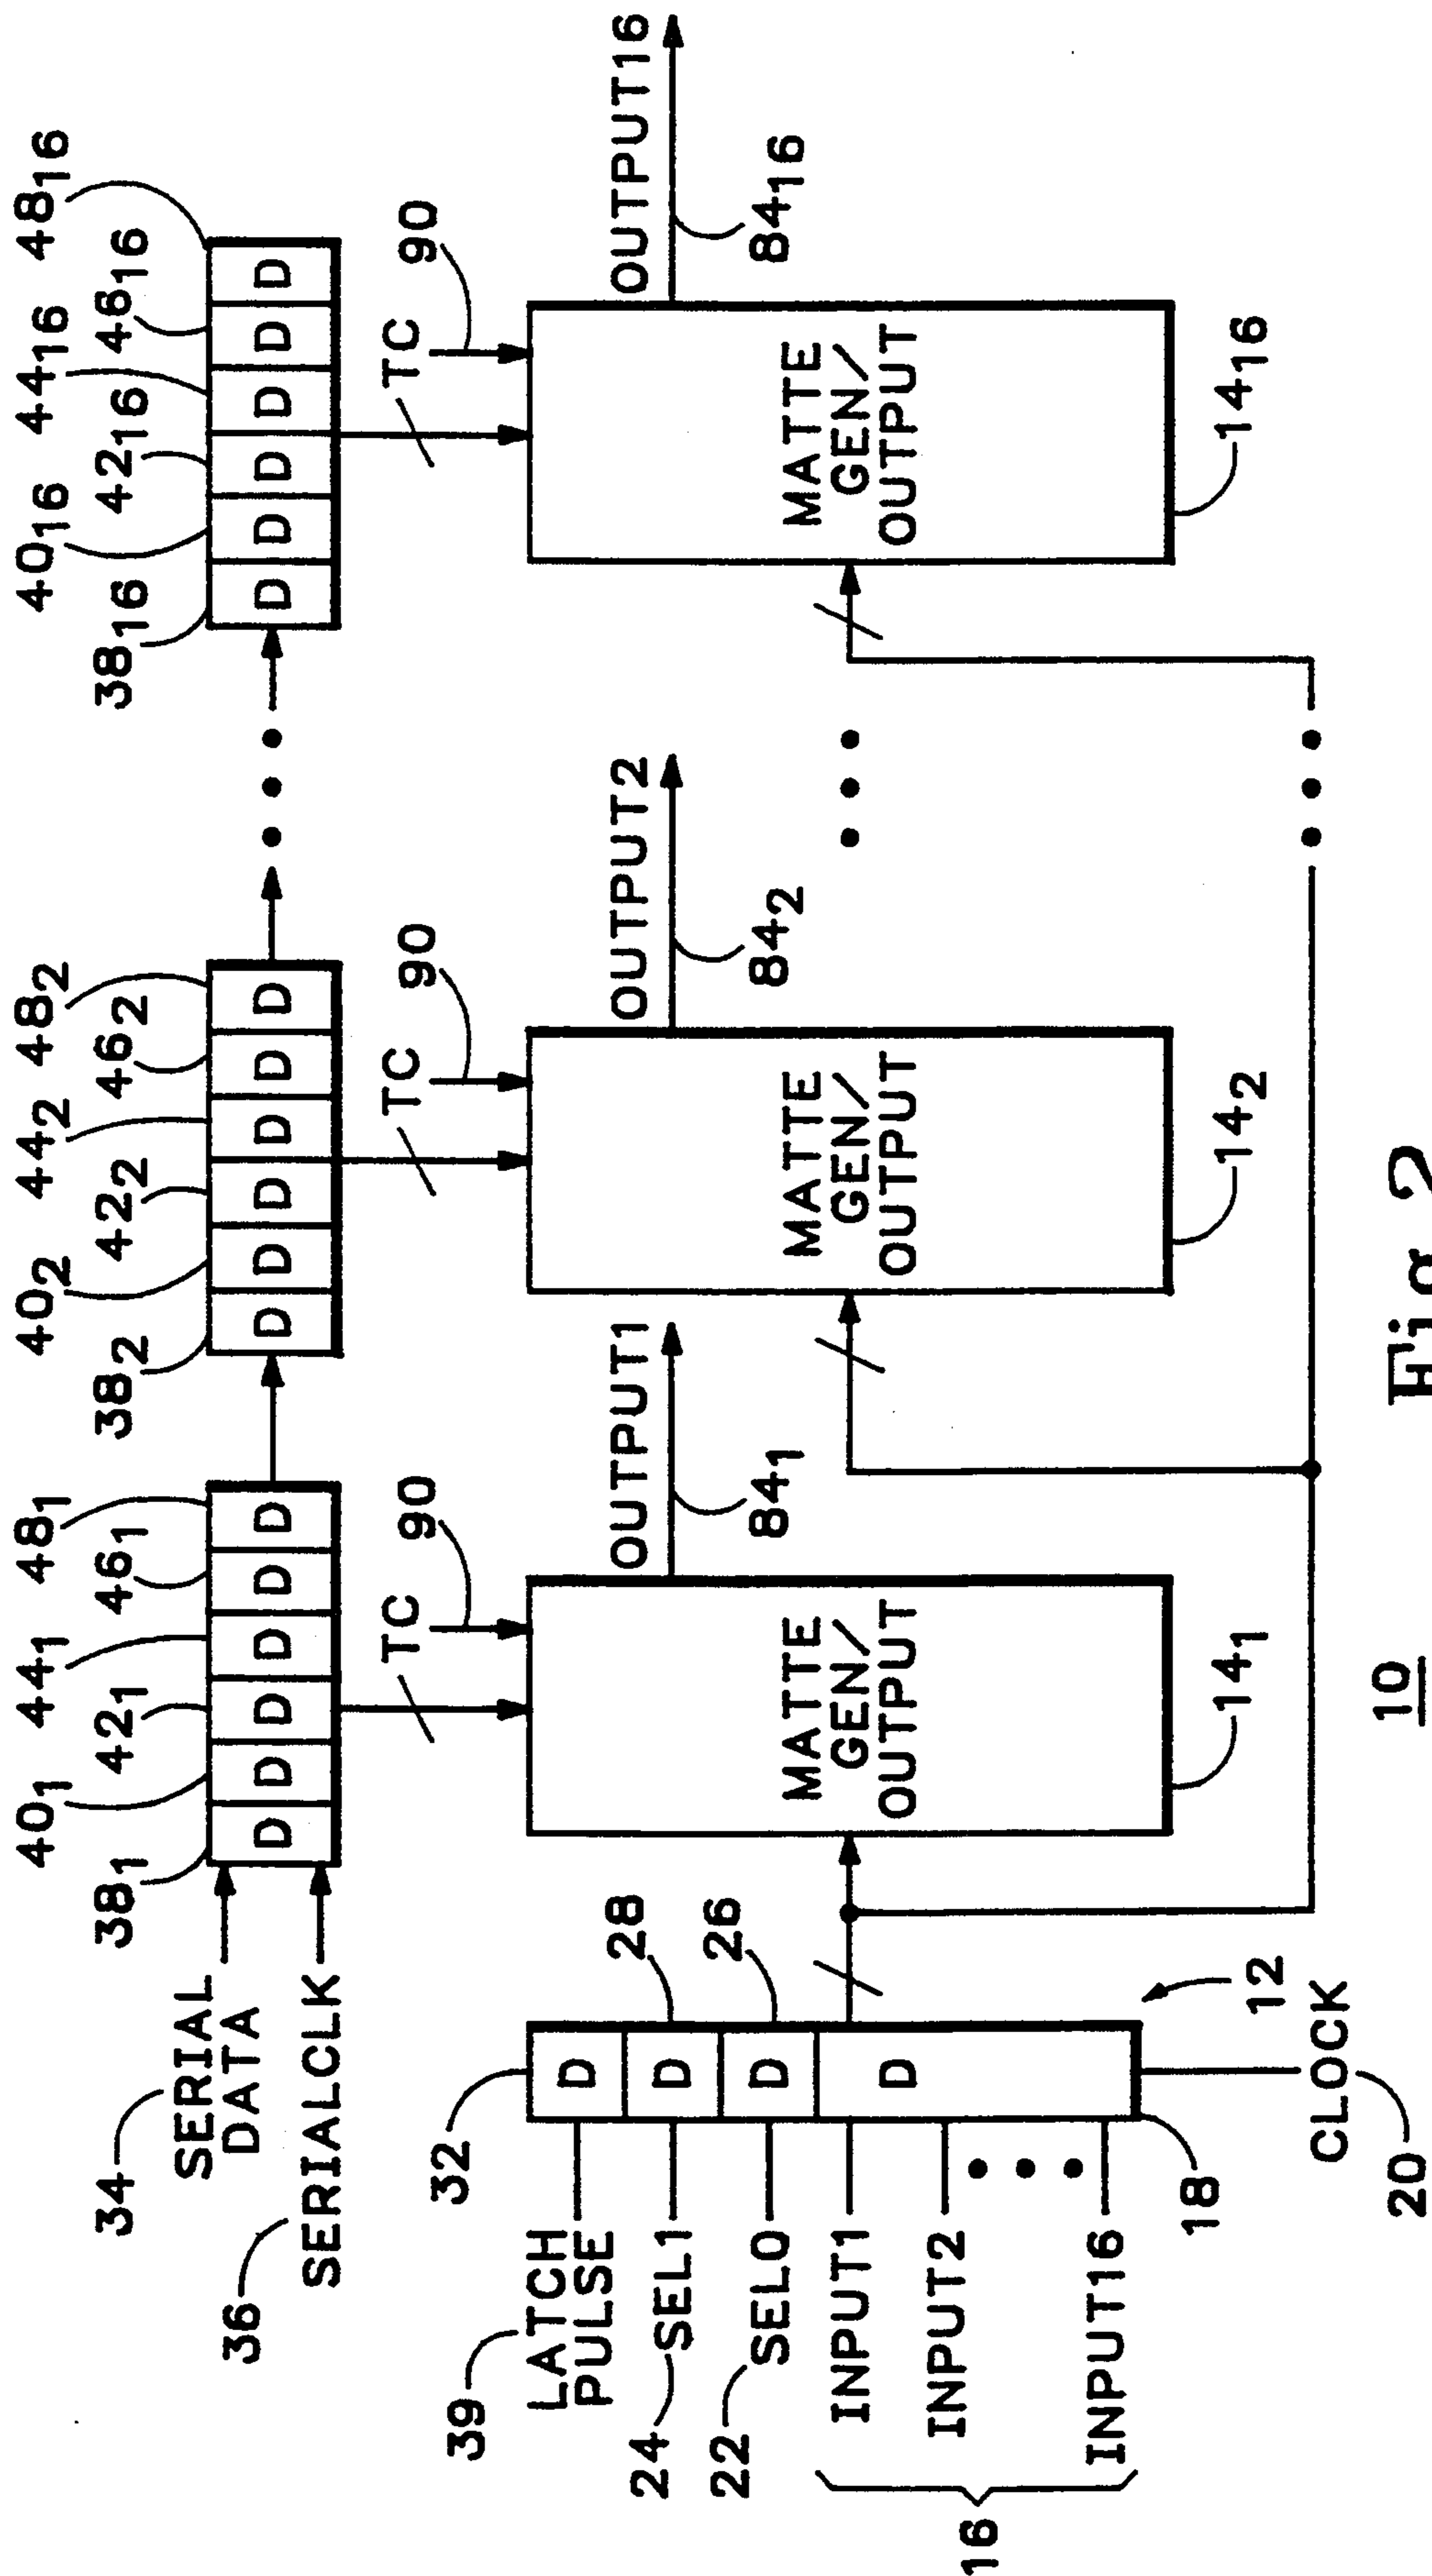 40₁ 44₁ 48₁ 40₂ 44₂ 48₂ 40₁₆ 44₁₆ 48₁₆
38₁ 42₁ 46₁ 38₂ 42₂ 46₂ 38₁₆ 42₁₆ 46₁₆
34
SERIAL
DATA
36
SERIALCLK
D D D D D D
D D D D D D
D D D D D D
TC 90
TC 90
TC 90
39
LATCH
PULSE
24
SEL1
22
SEL0
INPUT1
INPUT2
INPUT16
16
32
28
26
D
D
D
D
18
12
CLOCK
20
MATTE
GEN/
OUTPUT
14₁
OUTPUT1
84₁
MATTE
GEN/
OUTPUT
14₂
OUTPUT2
84₂
MATTE
GEN/
OUTPUT
14₁₆
OUTPUT16
84₁₆
10
Fig. 2